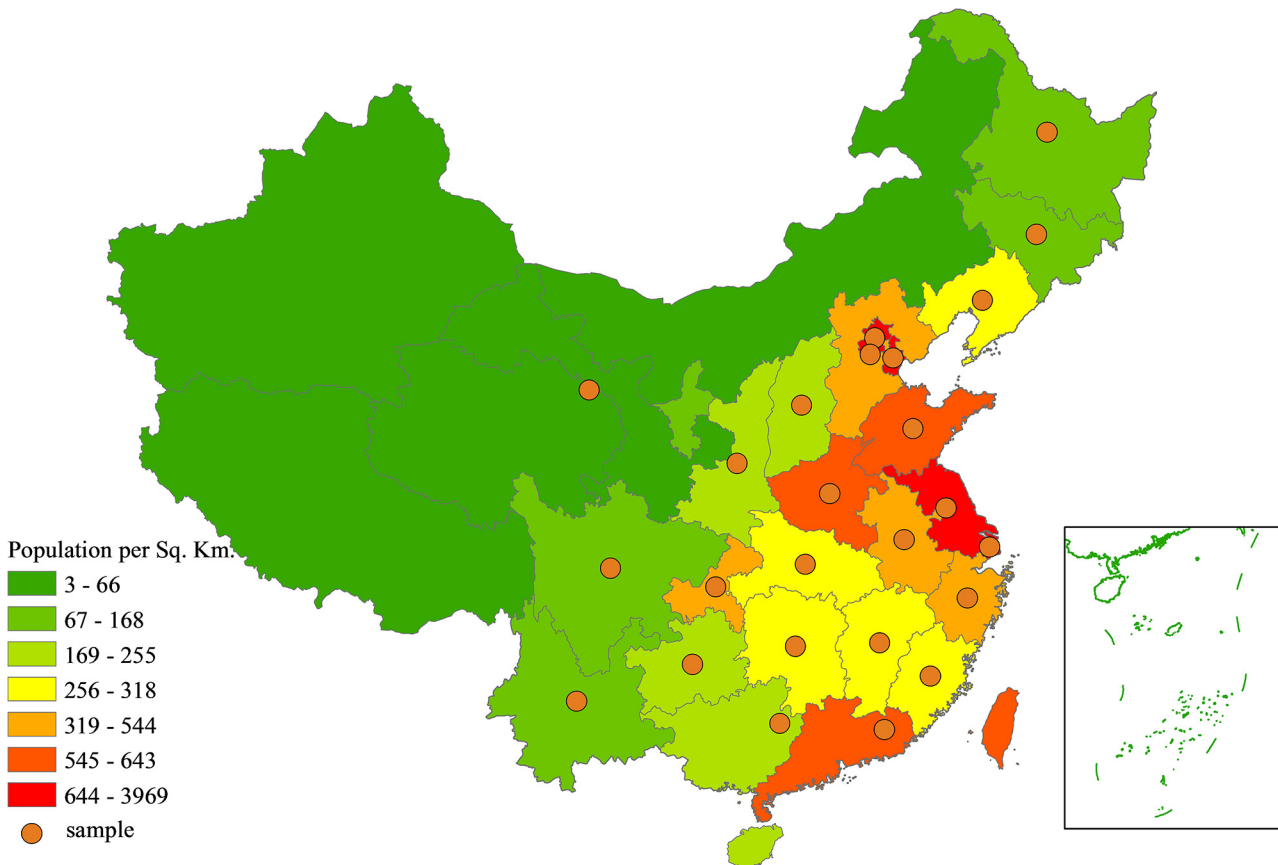 Population per Sq. Km.
3 - 66
67 - 168
169 - 255
256 - 318
319 - 544
545 - 643
644 - 3969
sample